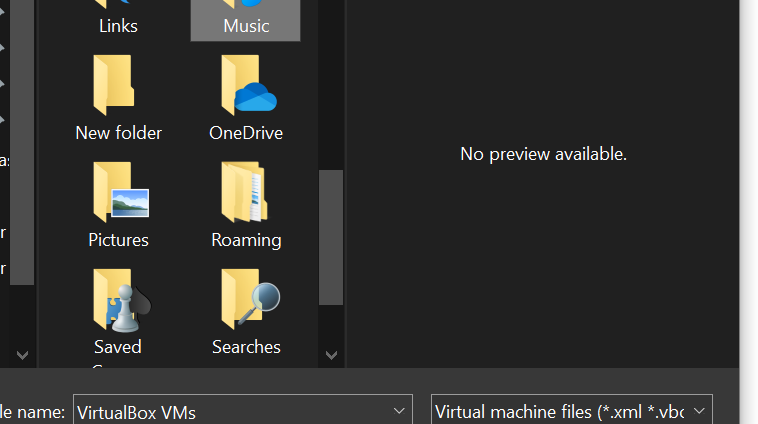 Links Music
New folder OneDrive
No preview available.
Pictures Roaming
Saved Searches
le name: VirtualBox VMs Virtual machine files (*.xml *.vbc